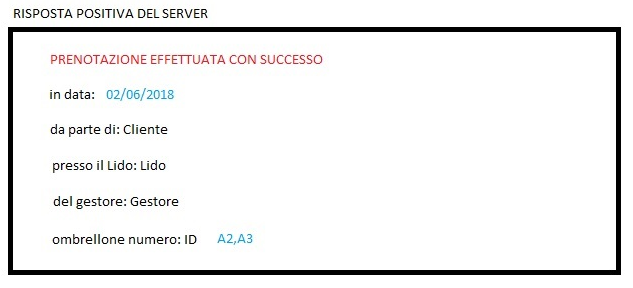 RISPOSTA POSITIVA DEL SERVER
PRENOTAZIONE EFFETTUATA CON SUCCESSO
in data: 02/06/2018
da parte di: Cliente
presso il Lido: Lido
del gestore: Gestore
ombrellone numero: ID A2,A3